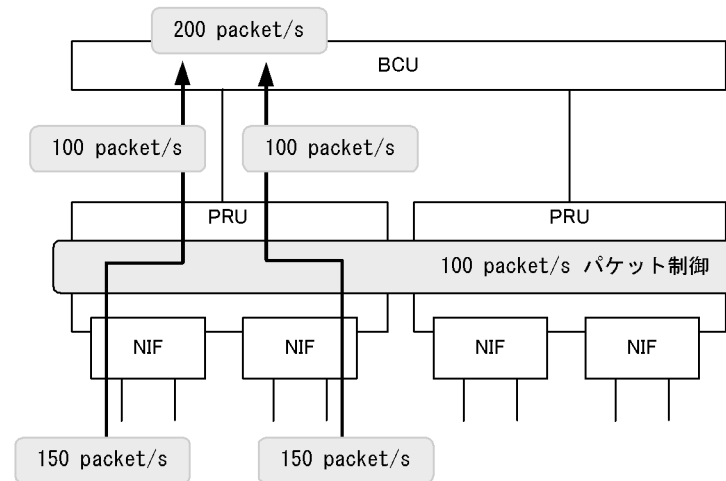 200 packet/s
BCU
100 packet/s
100 packet/s
PRU
PRU
100 packet/s パケット制御
NIF
NIF
NIF
NIF
150 packet/s
150 packet/s